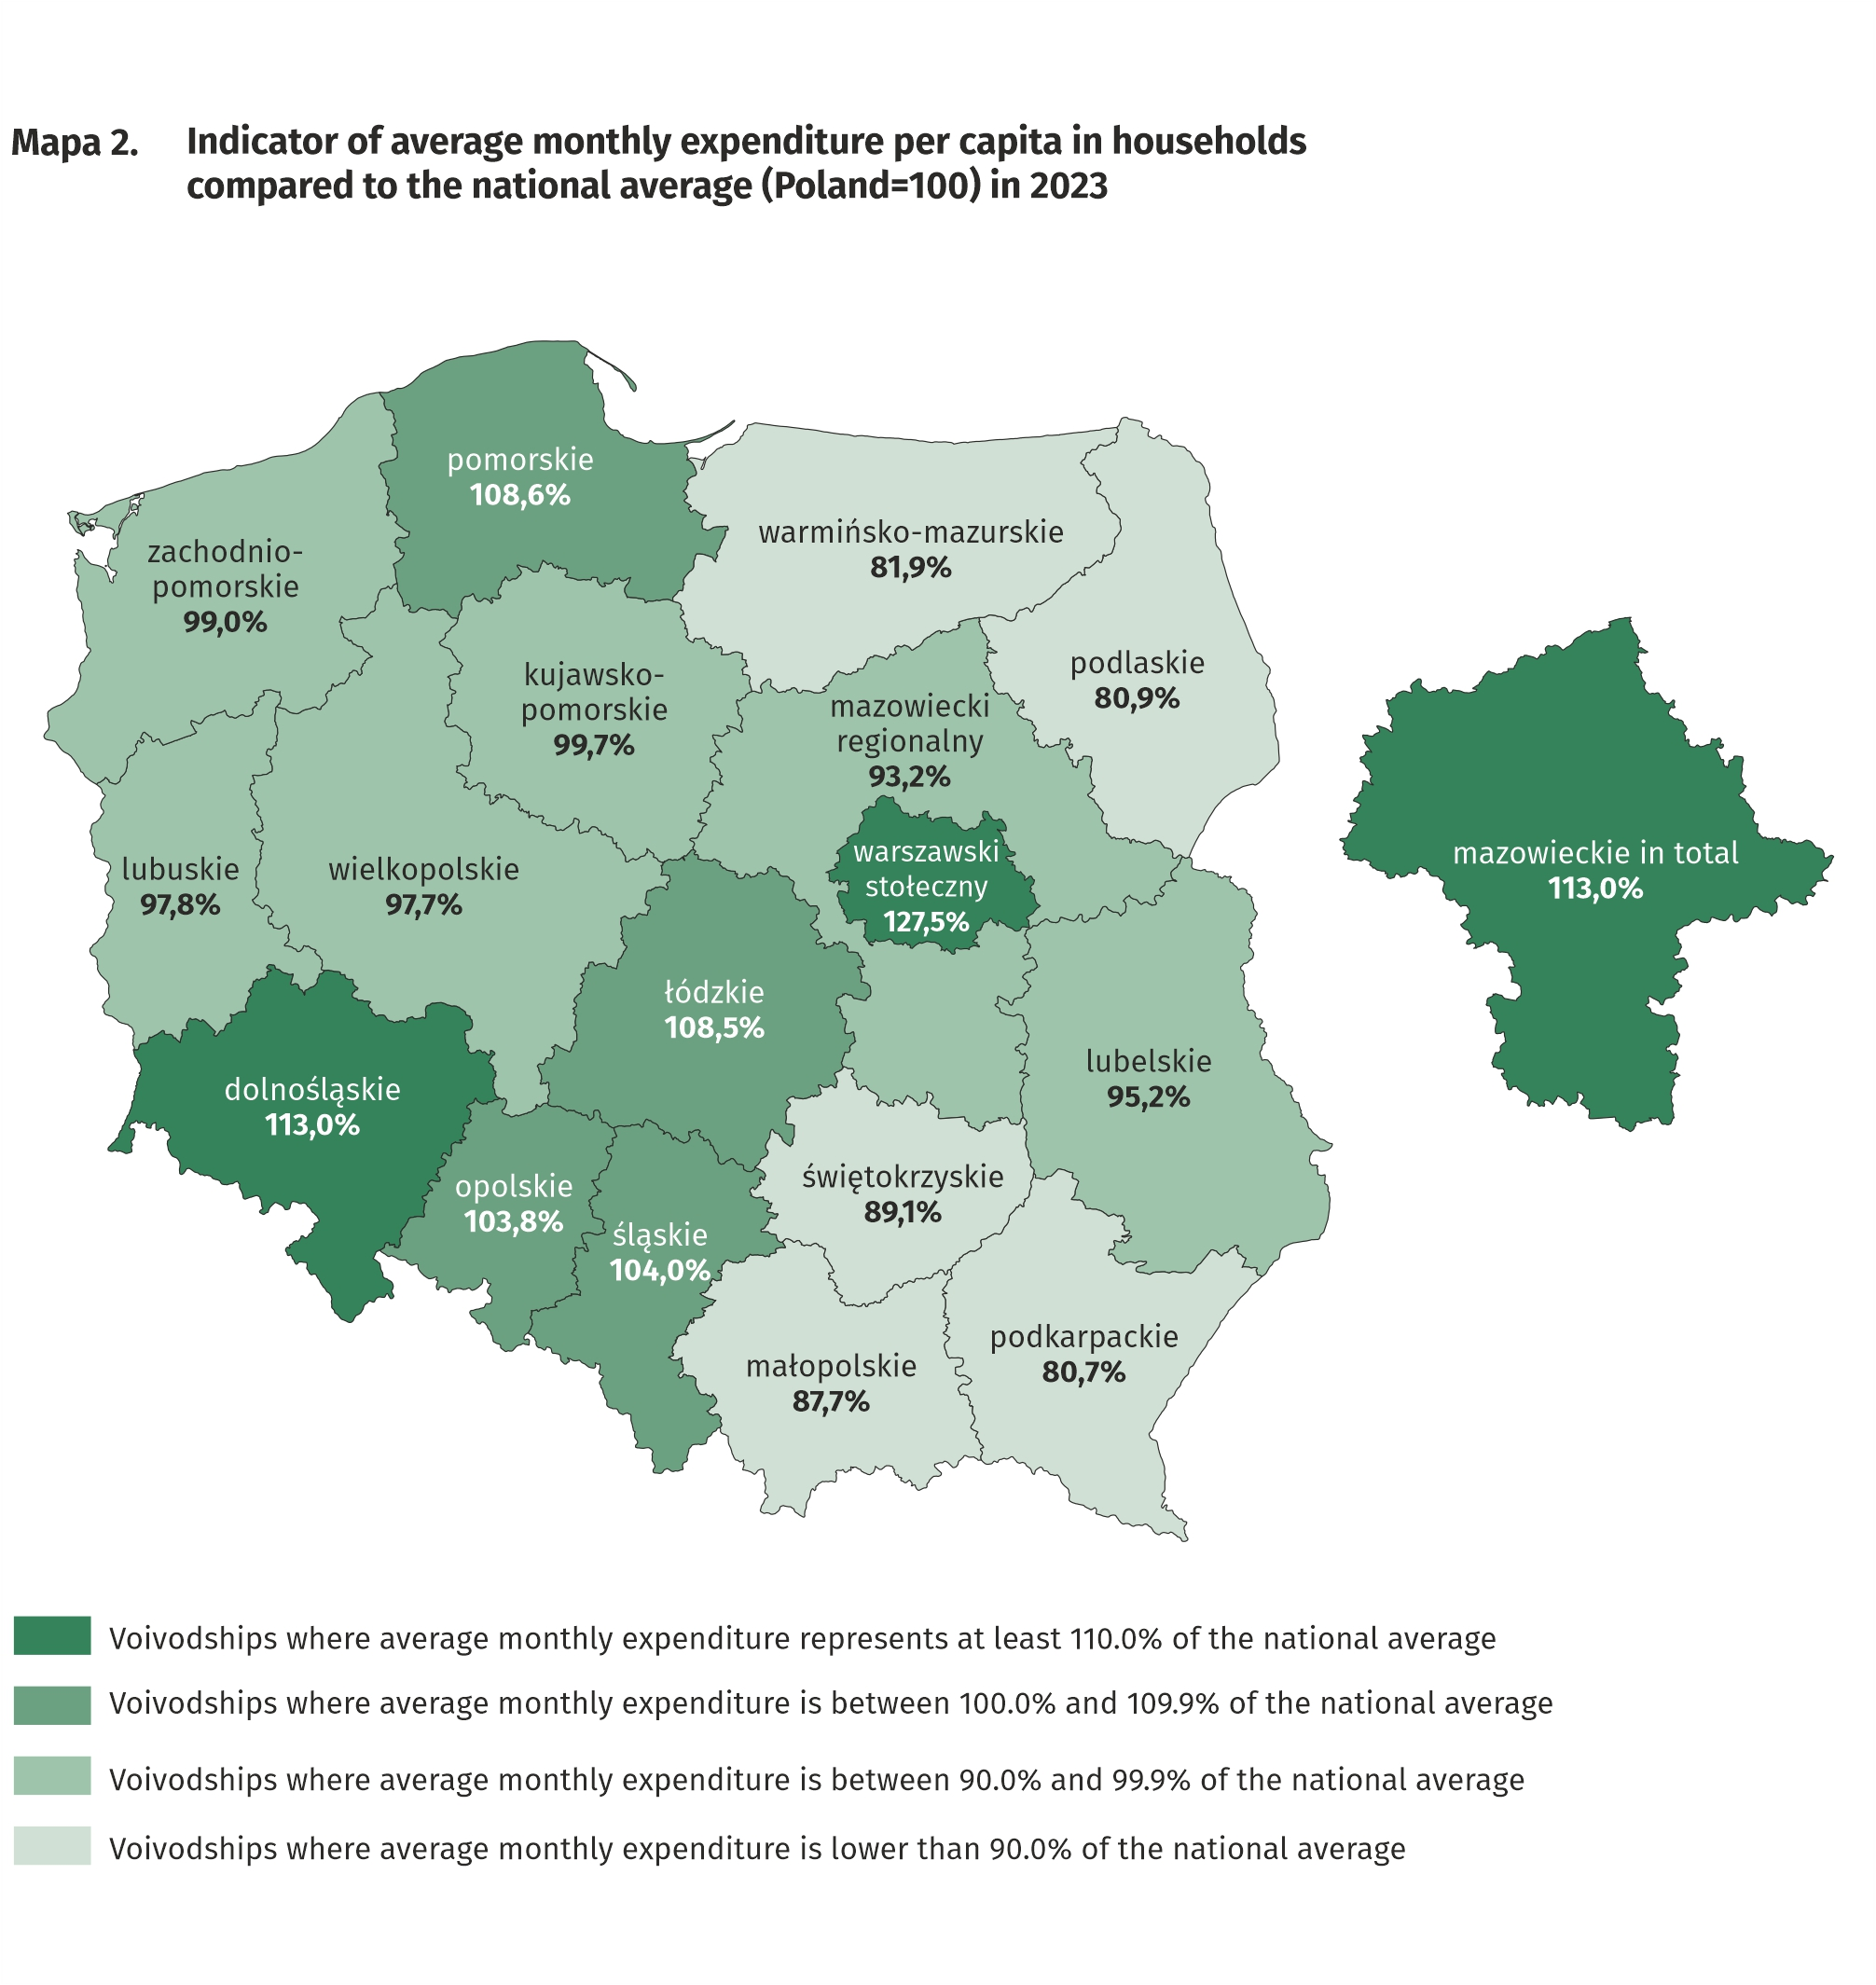 Mapa 2.
Indicator of average monthly expenditure per capita in households
compared to the national average (Poland=100) in 2023
pomorskie
108,6%
warmińsko-mazurskie
81,9%
zachodnio-
pomorskie
99,0%
podlaskie
80,9%
kujawsko-
pomorskie
99,7%
mazowiecki
regionalny
93,2%
warszawski
stołeczny
127,5%
mazowieckie in total
113,0%
lubuskie
97,8%
wielkopolskie
97,7%
łódzkie
108,5%
lubelskie
95,2%
dolnośląskie
113,0%
opolskie
103,8%
świętokrzyskie
89,1%
śląskie
104,0%
podkarpackie
80,7%
małopolskie
87,7%
Voivodships where average monthly expenditure represents at least 110.0% of the national average
Voivodships where average monthly expenditure is between 100.0% and 109.9% of the national average
Voivodships where average monthly expenditure is between 90.0% and 99.9% of the national average
Voivodships where average monthly expenditure is lower than 90.0% of the national average